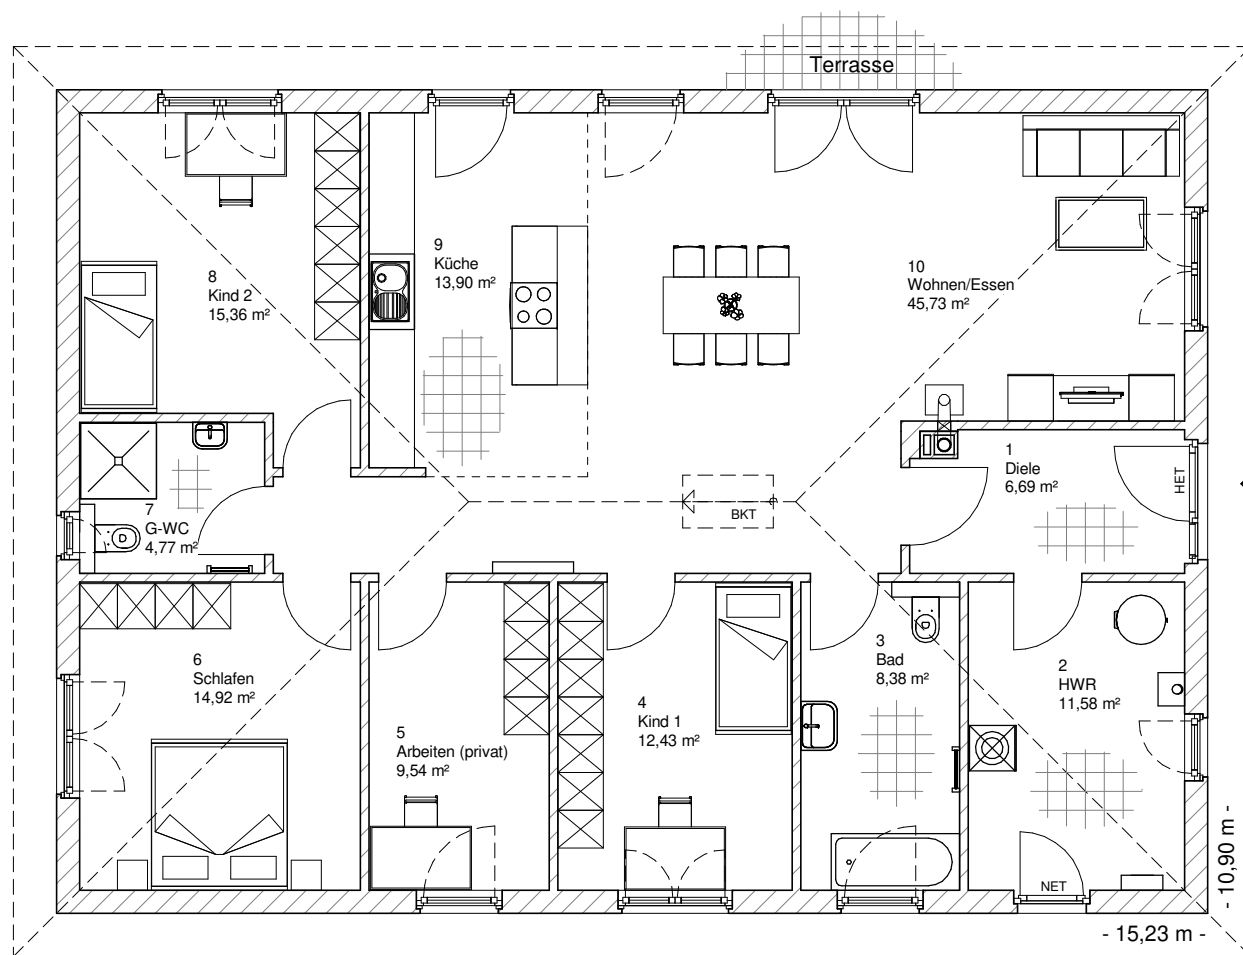 Terrasse
8
Kind 2
15,36 m²
9
Küche
13,90 m²
10
Wohnen/Essen
45,73 m²
1
Diele
6,69 m²
HET
BKT
7
G-WC
4,77 m²
6
Schlafen
14,92 m²
5
Arbeiten (privat)
9,54 m²
4
Kind 1
12,43 m²
3
Bad
8,38 m²
2
HWR
11,58 m²
NET
- 10,90 m -
- 15,23 m -